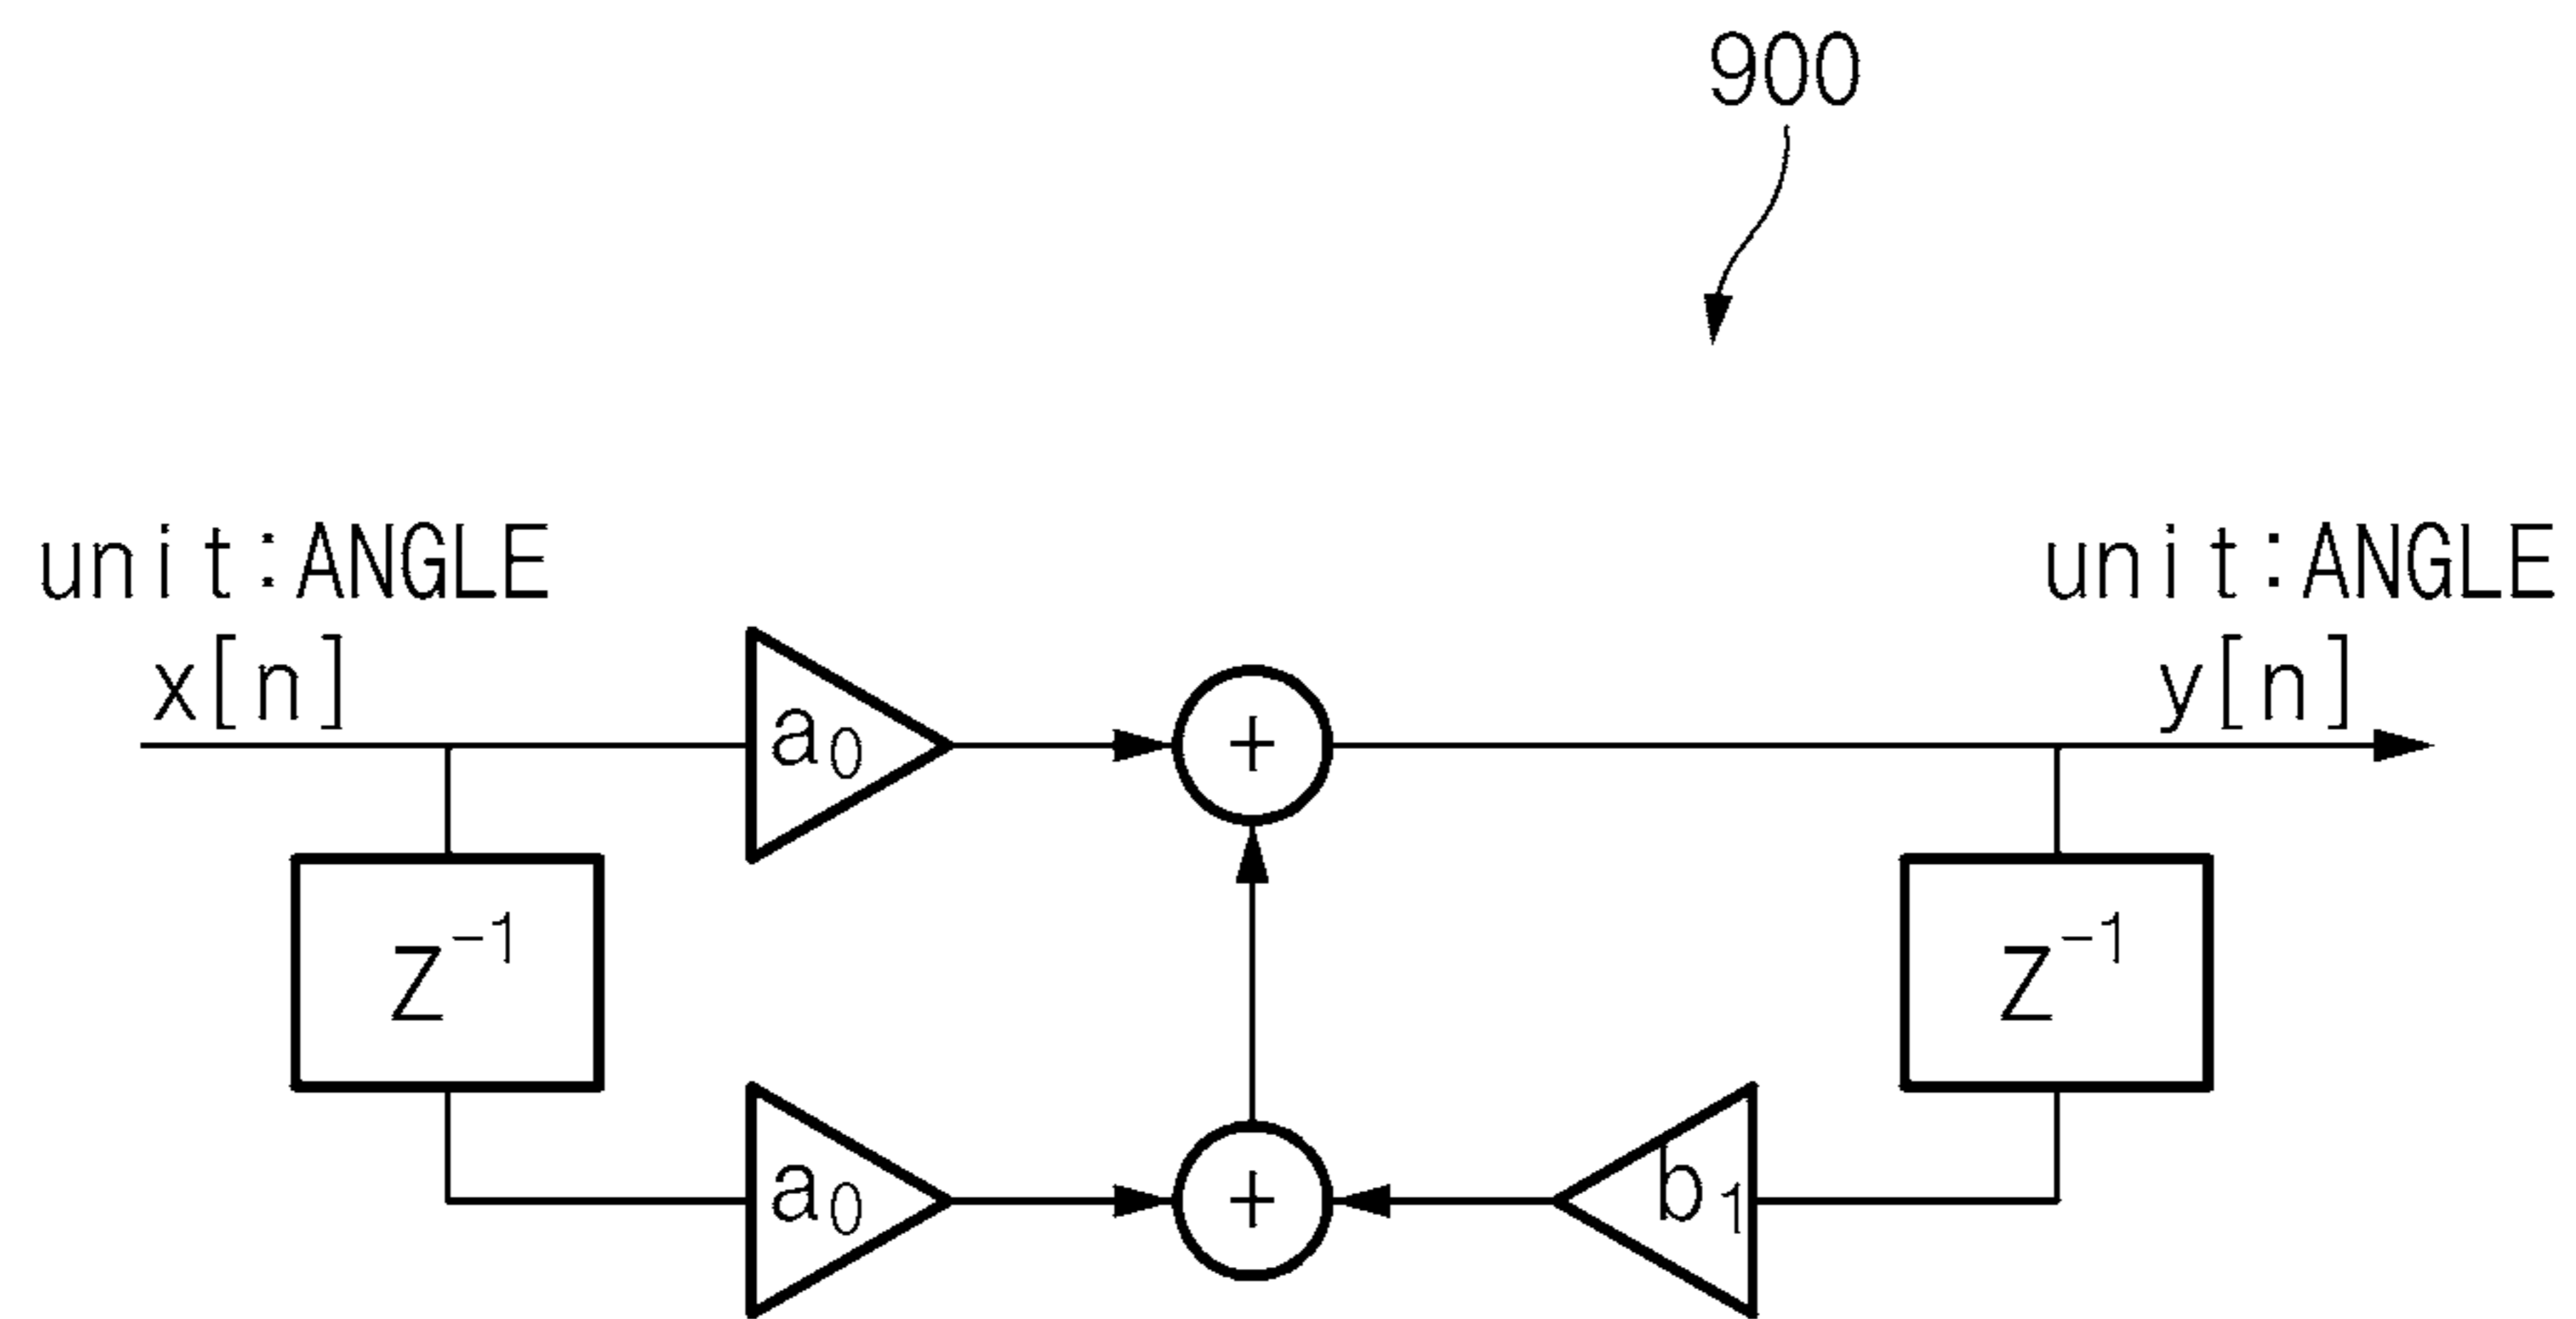 900
unit:ANGLE
x[n]
unit:ANGLE
y[n]
a₀
+
Z⁻¹
Z⁻¹
a₀
+
b₁